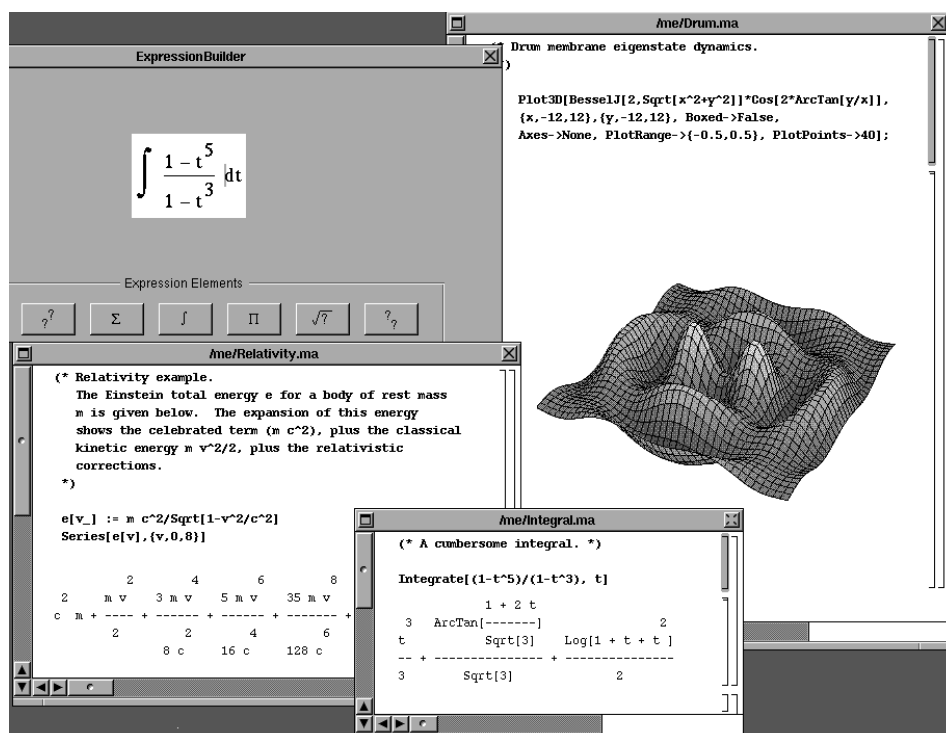 /me/Drum.ma
(* Drum membrane eigenstate dynamics.
*)
Plot3D[BesselJ[2,Sqrt[x^2+y^2]]*Cos[2*ArcTan[y/x]],
{x,-12,12},{y,-12,12}, Boxed->False,
Axes->None, PlotRange->{-0.5,0.5}, PlotPoints->40];
ExpressionBuilder
∫ 1 – t^5
1 – t^3 dt
Expression Elements
?? Σ ∫ Π √? ??
/me/Relativity.ma
(* Relativity example.
The Einstein total energy e for a body of rest mass
m is given below.  The expansion of this energy
shows the celebrated term (m c^2), plus the classical
kinetic energy m v^2/2, plus the relativistic
corrections.
*)
e[v_] := m c^2/Sqrt[1-v^2/c^2]
Series[e[v],{v,0,8}]
2 4 6 8
2 m v 3 m v 5 m v 35 m v
c m + ----- + ------ + ------ + ------- +
2 2 4 6
8 c 16 c 128 c
/me/Integral.ma
(* A cumbersome integral. *)
Integrate[(1-t^5)/(1-t^3), t]
1 + 2 t
3 ArcTan[-------] 2
t Sqrt[3] Log[1 + t + t ]
-- + --------------- + ---------------
3 Sqrt[3] 2